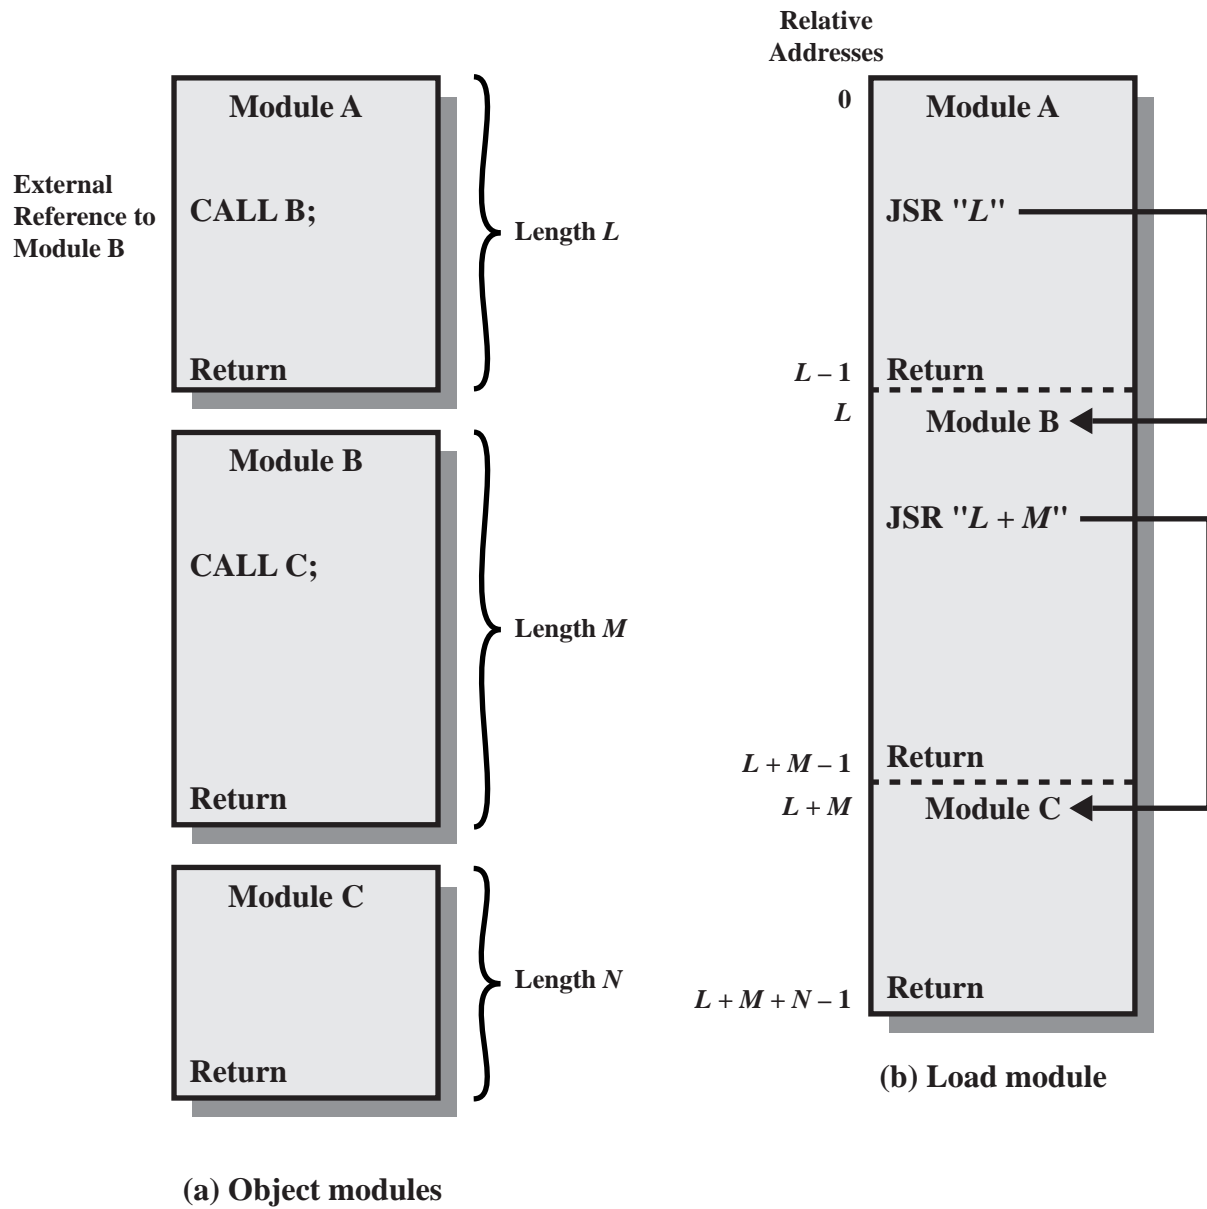 External
Reference to
Module B
Module A
CALL B;
Return
Length L
Module B
CALL C;
Return
Length M
Module C
Return
Length N
(a) Object modules
Relative
Addresses
0
Module A
JSR "L"
L – 1
Return
L
Module B
JSR "L + M"
L + M – 1
Return
L + M
Module C
L + M + N – 1
Return
(b) Load module